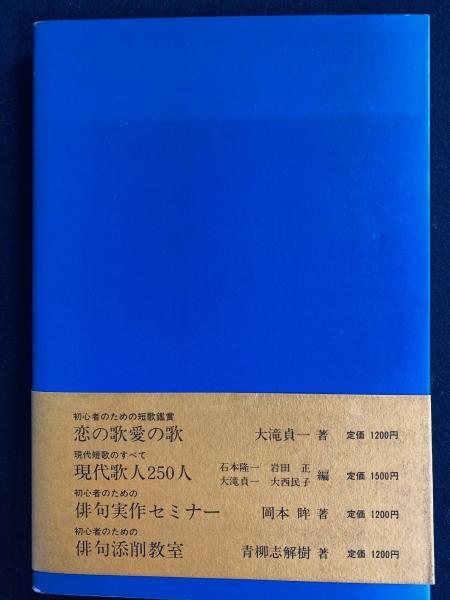 初心者のための短歌鑑賞
恋の歌愛の歌 大滝貞一 著 定価 1200円
現代短歌のすべて
現代歌人250人 石本隆一 岩田 正 大滝貞一 大西民子 編 定価 1500円
初心者のための
俳句実作セミナー 岡本 眸 著 定価 1200円
初心者のための
俳句添削教室 青柳志解樹 著 定価 1200円